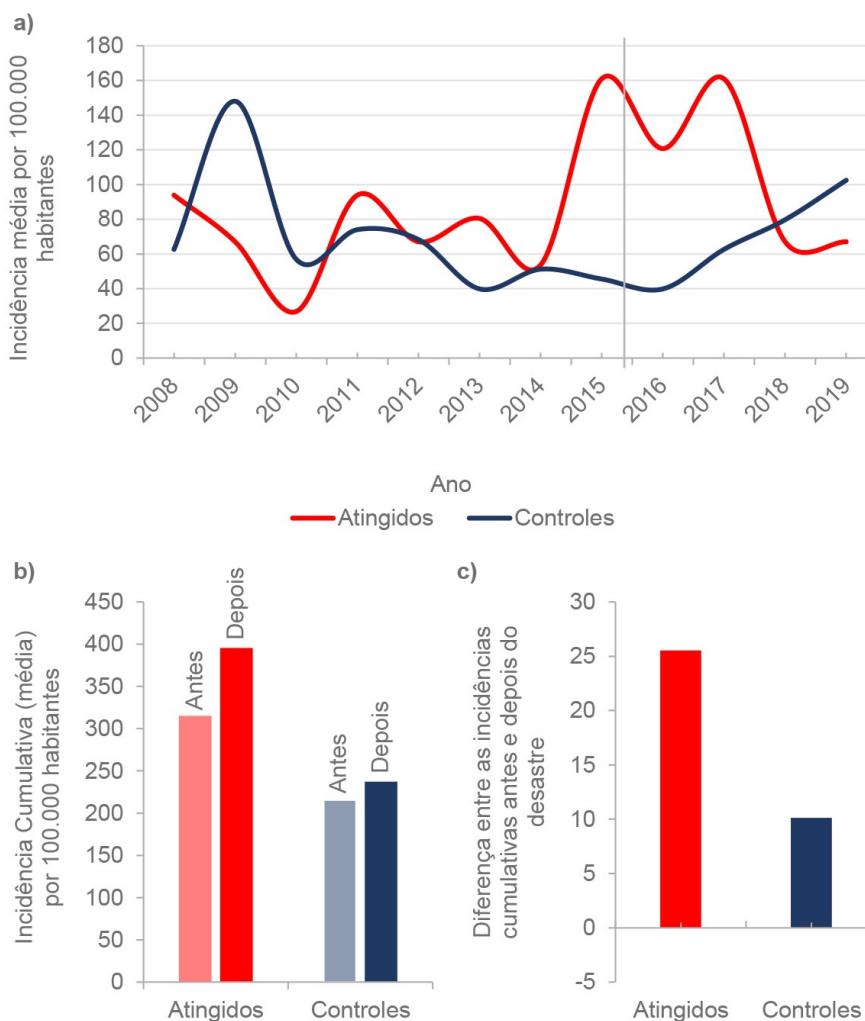 a)
Incidência média por 100.000
habitantes
180
160
140
120
100
80
60
40
20
0
2008
2009
2010
2011
2012
2013
2014
2015
2016
2017
2018
2019
Ano
Atingidos
Controles
b)
Incidência Cumulativa (média)
por 100.000 habitantes
450
400
350
300
250
200
150
100
50
0
Antes
Depois
Antes
Depois
Atingidos
Controles
c)
Diferença entre as incidências
cumulativas antes e depois do
desastre
30
25
20
15
10
5
0
-5
Atingidos
Controles